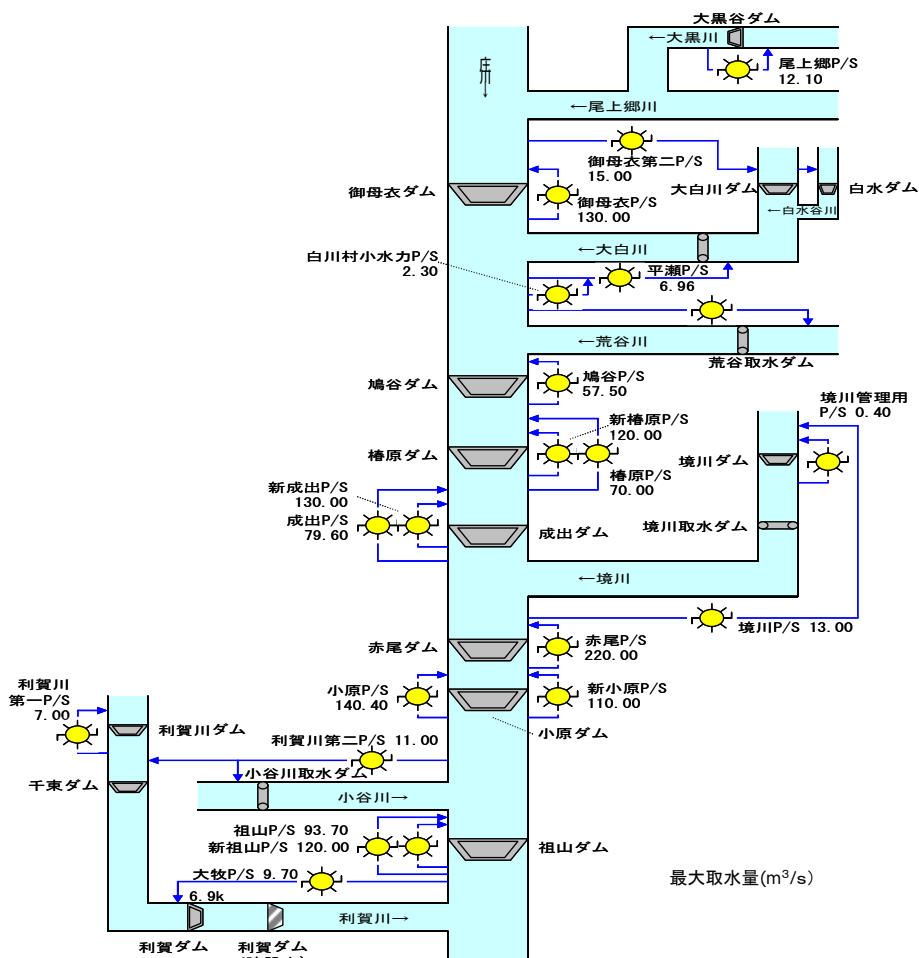 大黒谷ダム
←大黒川
尾上郷P/S
12.10
庄川
↓
←尾上郷川
御母衣第二P/S
15.00
大白川ダム
白水ダム
御母衣ダム
御母衣P/S
130.00
←白水谷川
←大白川
白川村小水力P/S
2.30
平瀬P/S
6.96
←荒谷川
荒谷取水ダム
鳩谷ダム
鳩谷P/S
57.50
境川管理用
P/S 0.40
新椿原P/S
120.00
椿原ダム
椿原P/S
70.00
境川ダム
新成出P/S
130.00
成出P/S
79.60
成出ダム
境川取水ダム
←境川
境川P/S 13.00
赤尾ダム
赤尾P/S
220.00
利賀川
第一P/S
7.00
小原P/S
140.40
新小原P/S
110.00
利賀川ダム
小原ダム
利賀川第二P/S 11.00
小谷川取水ダム
千束ダム
小谷川→
祖山P/S 93.70
新祖山P/S 120.00
祖山ダム
大牧P/S 9.70
最大取水量(m³/s)
6.9k
利賀川→
利賀ダム
利賀ダム